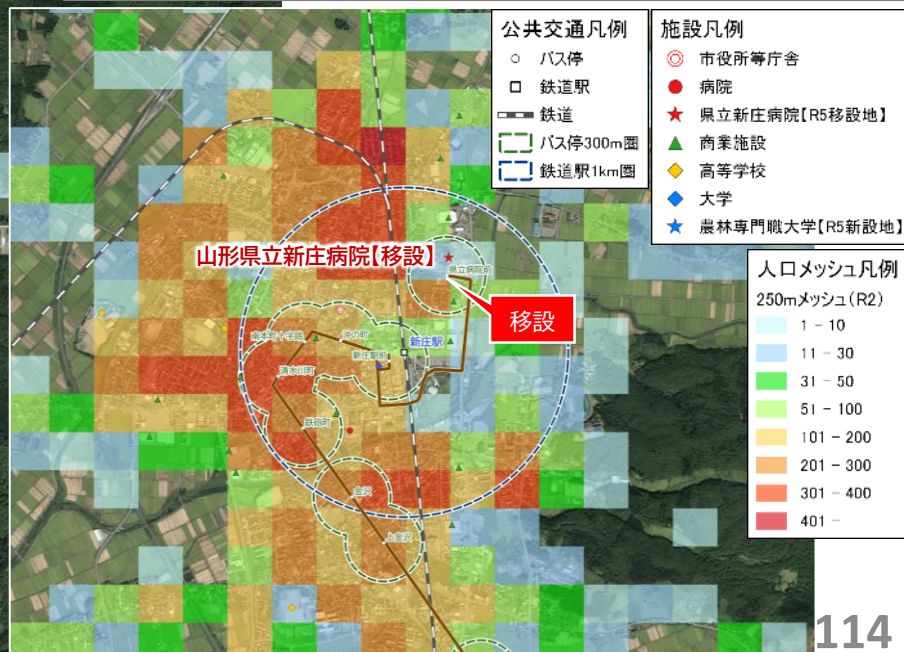 公共交通凡例
バス停
鉄道駅
鉄道
バス停300m圏
鉄道駅1km圏
施設凡例
市役所等庁舎
病院
県立新庄病院【R5移設地】
商業施設
高等学校
大学
農林専門職大学【R5新設地】
人口メッシュ凡例
250mメッシュ(R2)
1 - 10
11 - 30
31 - 50
51 - 100
101 - 200
201 - 300
301 - 400
401 -
山形県立新庄病院【移設】
県立病院前
移設
南本町十字路
沖の町
新庄駅
新庄駅前
清水川町
鉄砲町
金沢
上金沢
114